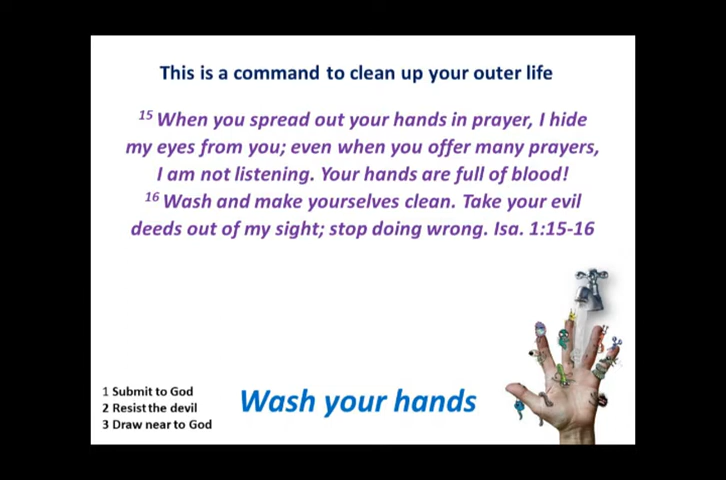 This is a command to clean up your outer life
15 When you spread out your hands in prayer, I hide
my eyes from you; even when you offer many prayers,
I am not listening. Your hands are full of blood!
16 Wash and make yourselves clean. Take your evil
deeds out of my sight; stop doing wrong. Isa. 1:15-16
1 Submit to God
2 Resist the devil
3 Draw near to God
Wash your hands